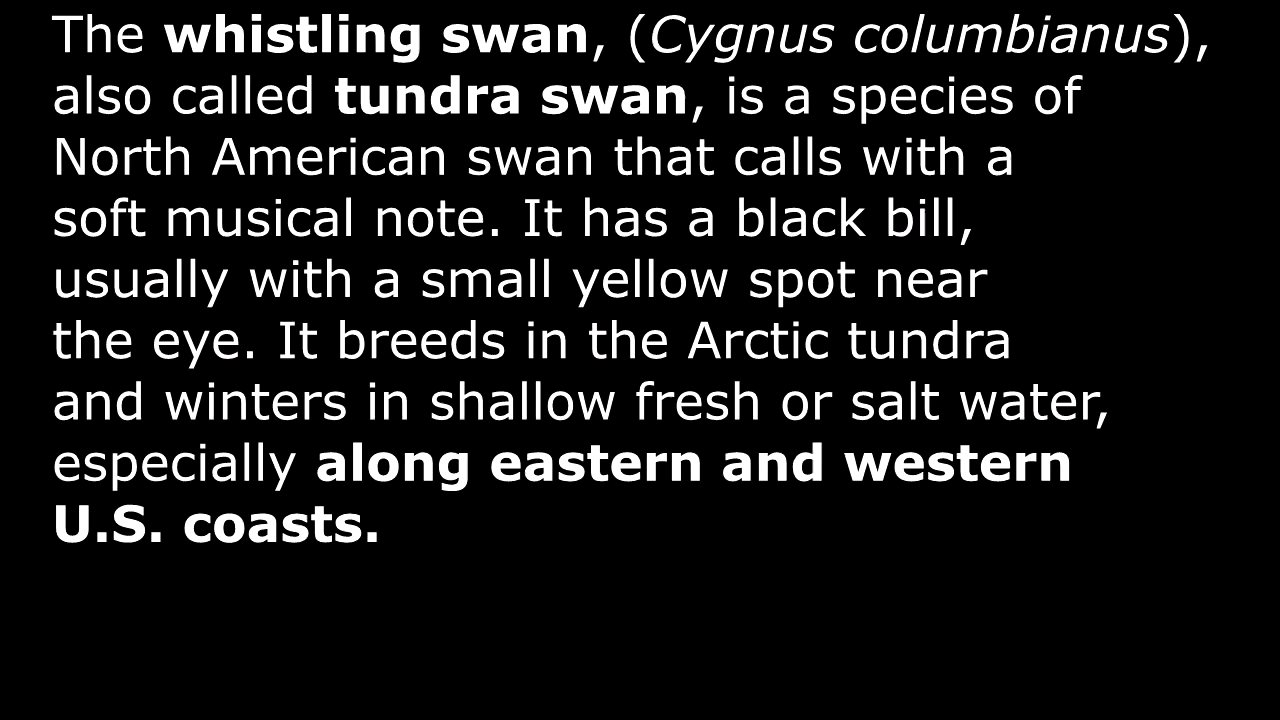 The whistling swan, (Cygnus columbianus),
also called tundra swan, is a species of
North American swan that calls with a
soft musical note. It has a black bill,
usually with a small yellow spot near
the eye. It breeds in the Arctic tundra
and winters in shallow fresh or salt water,
especially along eastern and western
U.S. coasts.